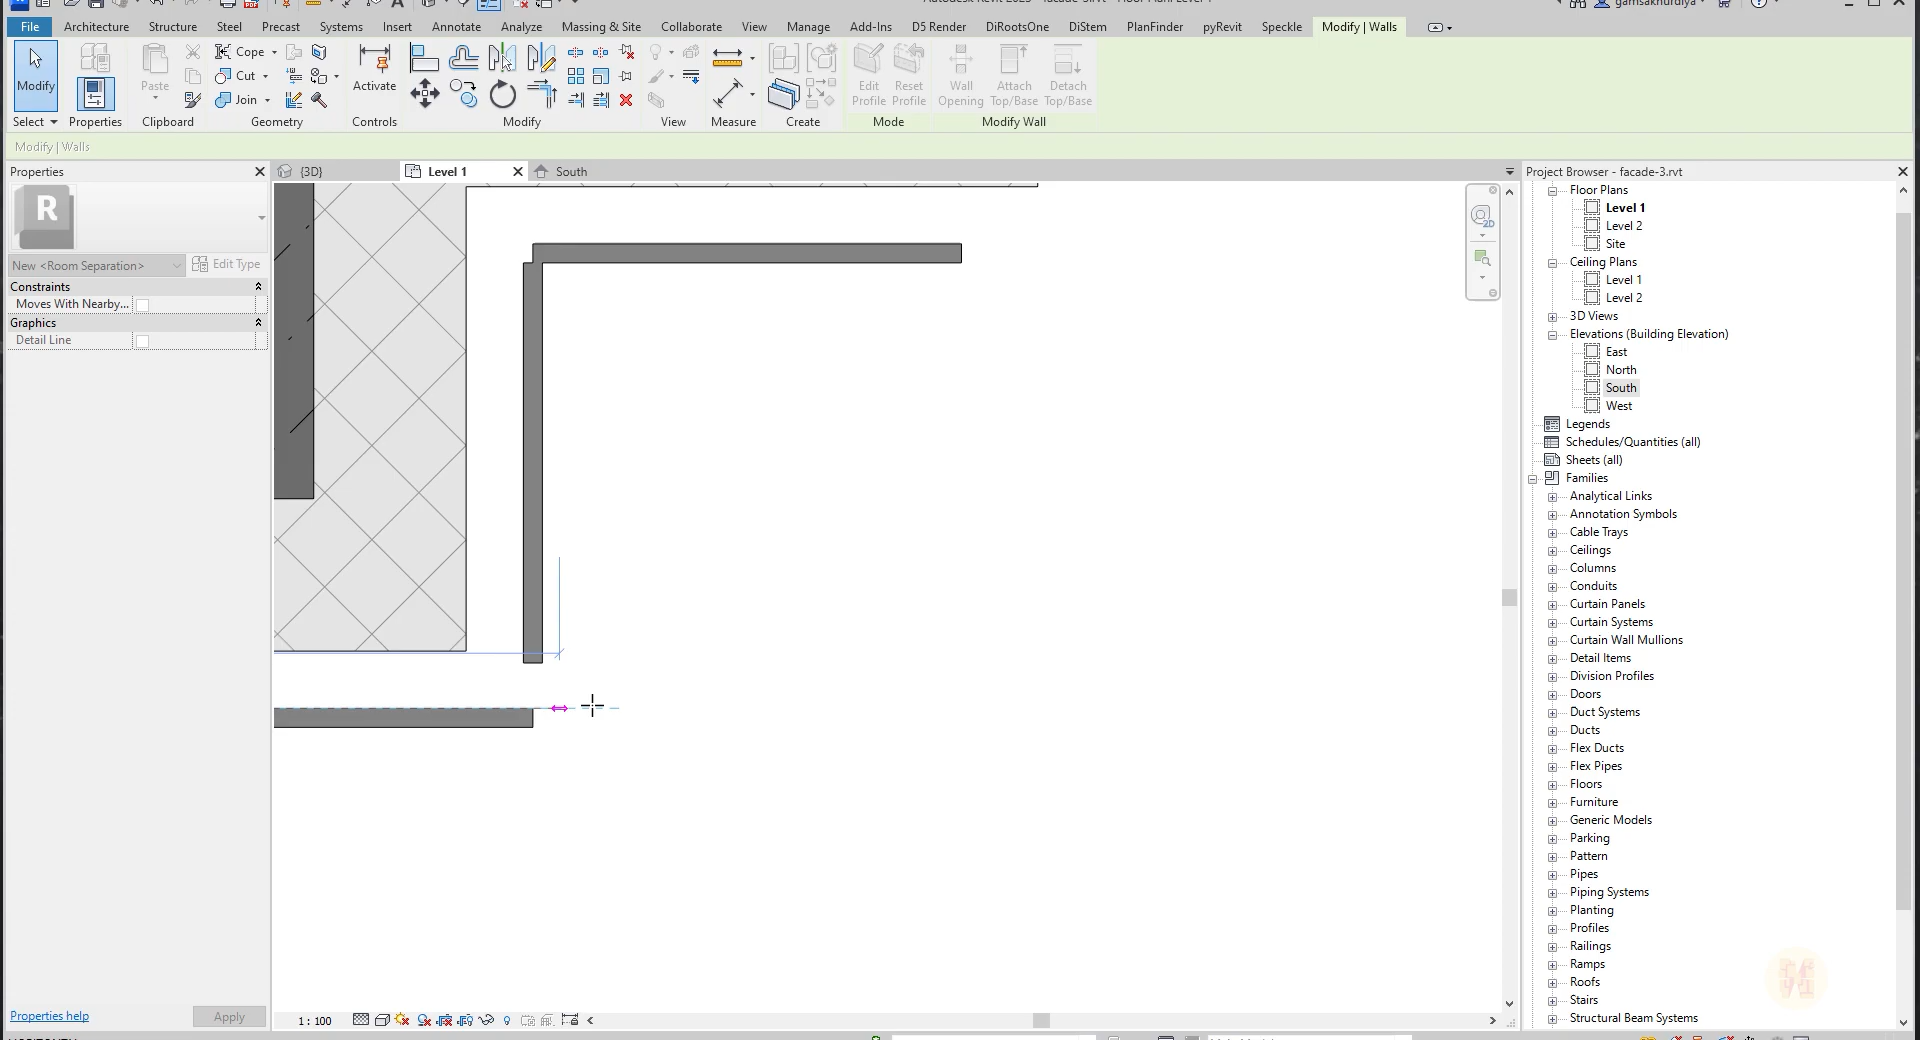 gamsakhurdiya
File Architecture Structure Steel Precast Systems Insert Annotate Analyze Massing & Site Collaborate View Manage Add-Ins D5 Render DiRootsOne DiStem PlanFinder pyRevit Speckle Modify | Walls
Modify
Paste
Cope
Cut
Join
Activate
Edit Profile
Reset Profile
Wall Opening
Attach Top/Base
Detach Top/Base
Select Properties Clipboard Geometry Controls Modify View Measure Create Mode Modify Wall
Modify | Walls
Properties
{3D}
Level 1
South
Project Browser - facade-3.rvt
R
New <Room Separation>
Edit Type
Constraints
Moves With Nearby...
Graphics
Detail Line
2D
Floor Plans
Level 1
Level 2
Site
Ceiling Plans
Level 1
Level 2
3D Views
Elevations (Building Elevation)
East
North
South
West
Legends
Schedules/Quantities (all)
Sheets (all)
Families
Analytical Links
Annotation Symbols
Cable Trays
Ceilings
Columns
Conduits
Curtain Panels
Curtain Systems
Curtain Wall Mullions
Detail Items
Division Profiles
Doors
Duct Systems
Ducts
Flex Ducts
Flex Pipes
Floors
Furniture
Generic Models
Parking
Pattern
Pipes
Piping Systems
Planting
Profiles
Railings
Ramps
Roofs
Stairs
Structural Beam Systems
Properties help
Apply
1 : 100